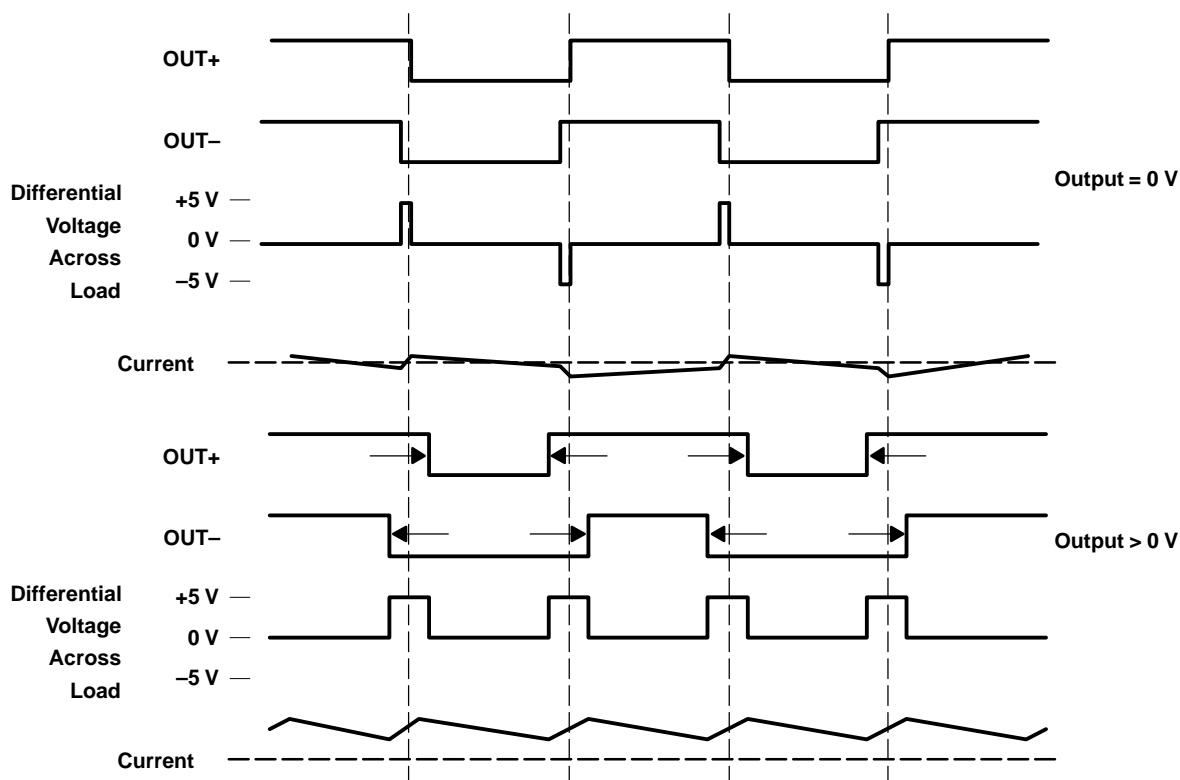 OUT+
OUT–
Output = 0 V
Differential
Voltage
Across
Load
+5 V
0 V
–5 V
Current
OUT+
OUT–
Output > 0 V
Differential
Voltage
Across
Load
+5 V
0 V
–5 V
Current